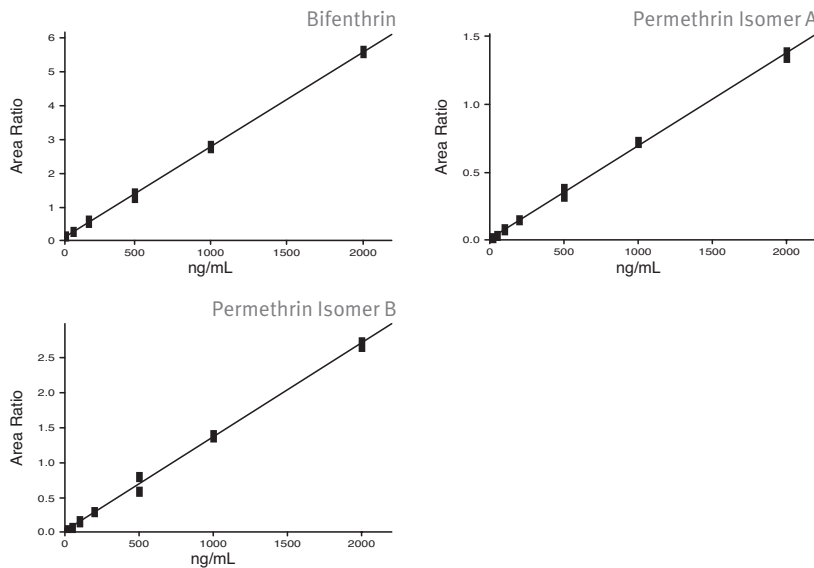 Bifenthrin
Area Ratio
6
5
4
3
2
1
0
0 500 1000 1500 2000
ng/mL
Permethrin Isomer A
Area Ratio
1.5
1.0
0.5
0.0
0 500 1000 1500 2000
ng/mL
Permethrin Isomer B
Area Ratio
2.5
2.0
1.5
1.0
0.5
0.0
0 500 1000 1500 2000
ng/mL